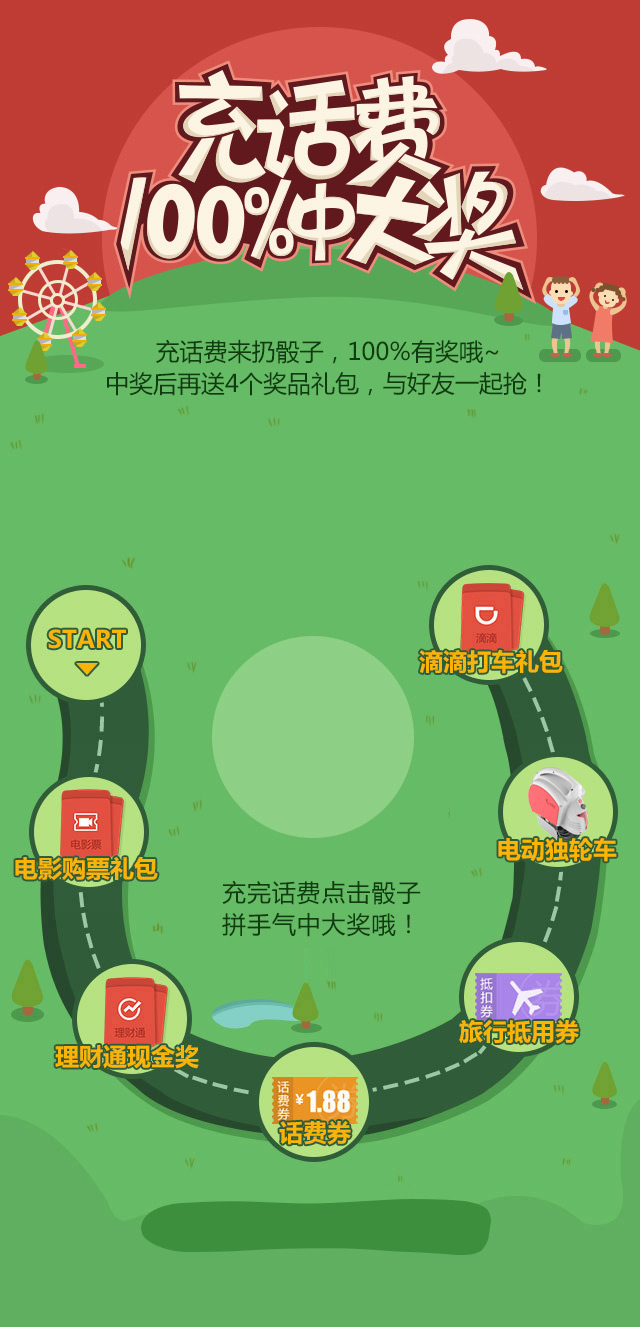 充话费
100%中大奖
充话费来扔骰子，100%有奖哦~
中奖后再送4个奖品礼包，与好友一起抢！
START
滴滴
滴滴打车礼包
电影票
电影购票礼包
电动独轮车
充完话费点击骰子
拼手气中大奖哦！
理财通
理财通现金奖
抵扣券
旅行抵用券
话费券
¥1.88
话费券